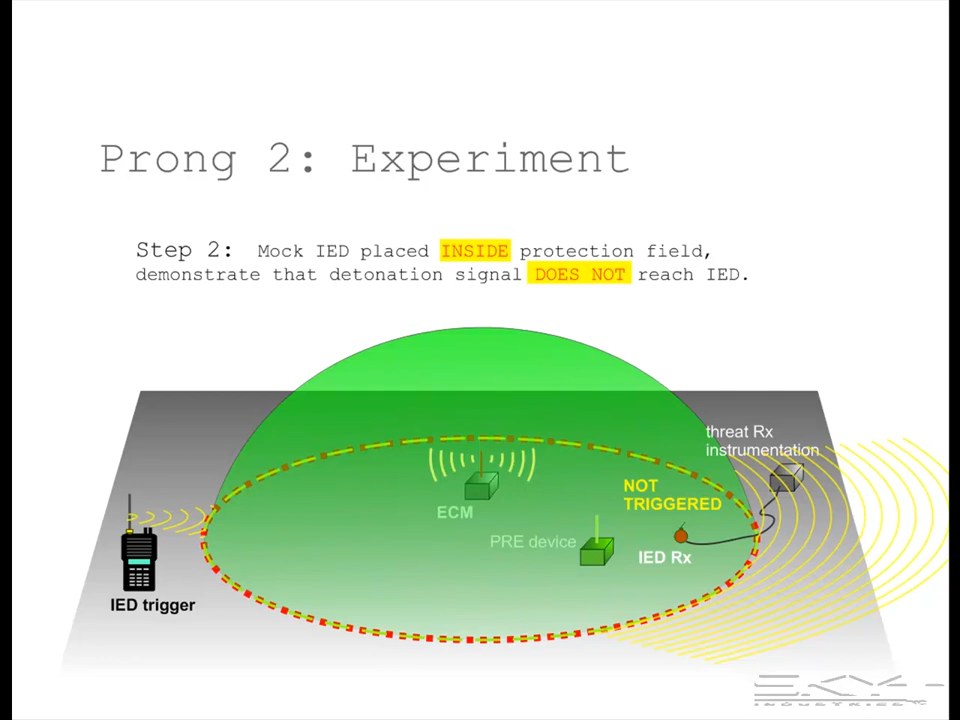 Prong 2: Experiment
Step 2: Mock IED placed INSIDE protection field,
demonstrate that detonation signal DOES NOT reach IED.
threat Rx
instrumentation
NOT
TRIGGERED
ECM
PRE device
IED Rx
IED trigger